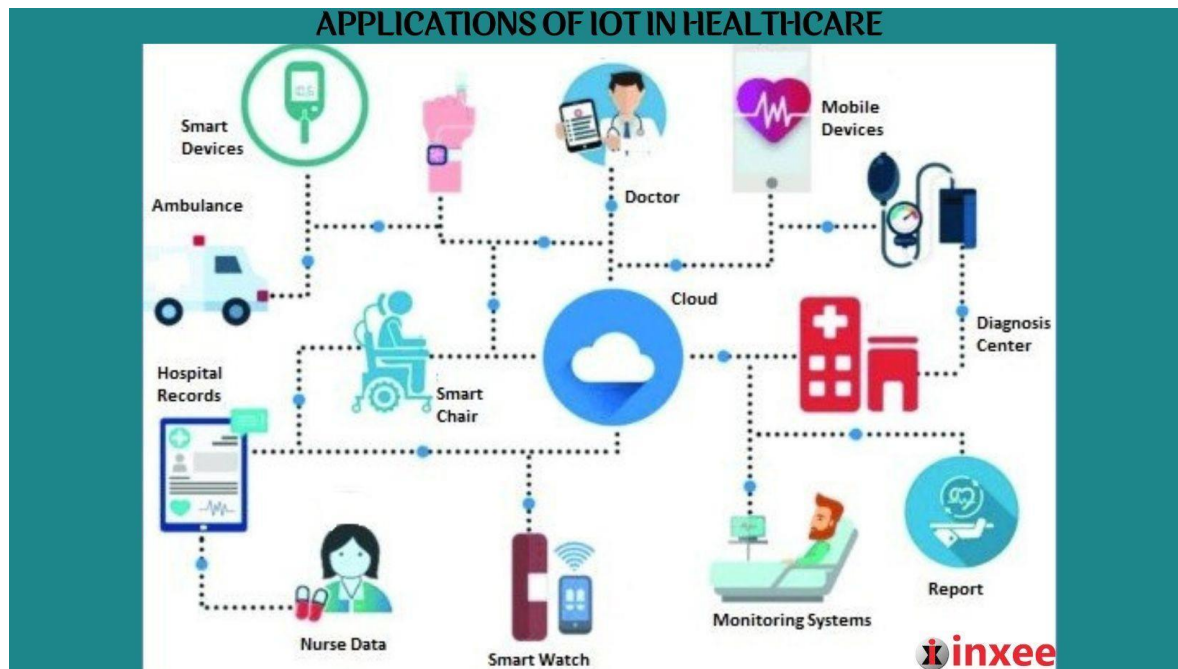 APPLICATIONS OF IOT IN HEALTHCARE
Smart
Devices
Mobile
Devices
Ambulance
Doctor
Cloud
Diagnosis
Center
Hospital
Records
Smart
Chair
Report
Monitoring Systems
Nurse Data
Smart Watch
inxee